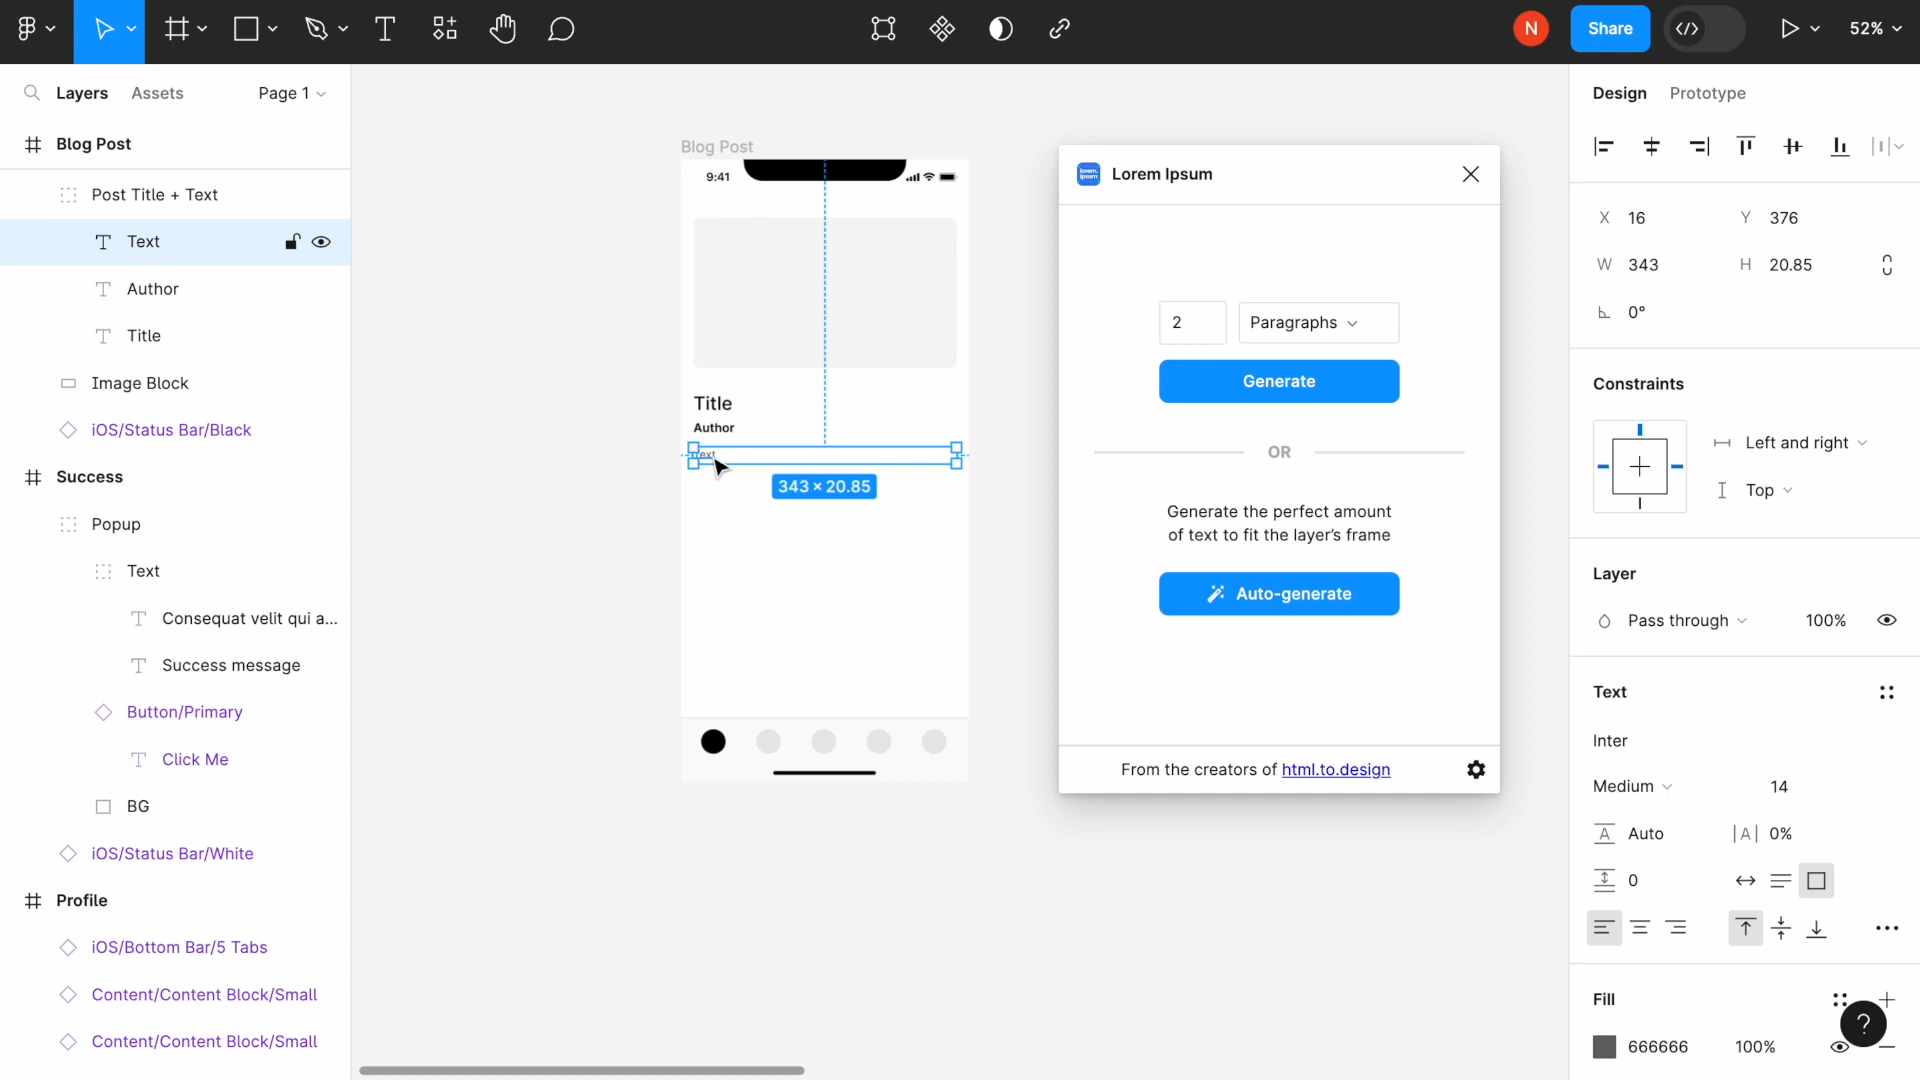 N
Share
52%
Layers
Assets
Page 1
Blog Post
Post Title + Text
Text
Author
Title
Image Block
iOS/Status Bar/Black
Success
Popup
Text
Consequat velit qui a...
Success message
Button/Primary
Click Me
BG
iOS/Status Bar/White
Profile
iOS/Bottom Bar/5 Tabs
Content/Content Block/Small
Content/Content Block/Small
Blog Post
9:41
Title
Author
Text
343 × 20.85
lorem ipsum
Lorem Ipsum
2
Paragraphs
Generate
OR
Generate the perfect amount
of text to fit the layer’s frame
Auto-generate
From the creators of html.to.design
Design
Prototype
X 16
Y 376
W 343
H 20.85
0°
Constraints
Left and right
Top
Layer
Pass through
100%
Text
Inter
Medium
14
A Auto
|A| 0%
0
Fill
666666
100%
?